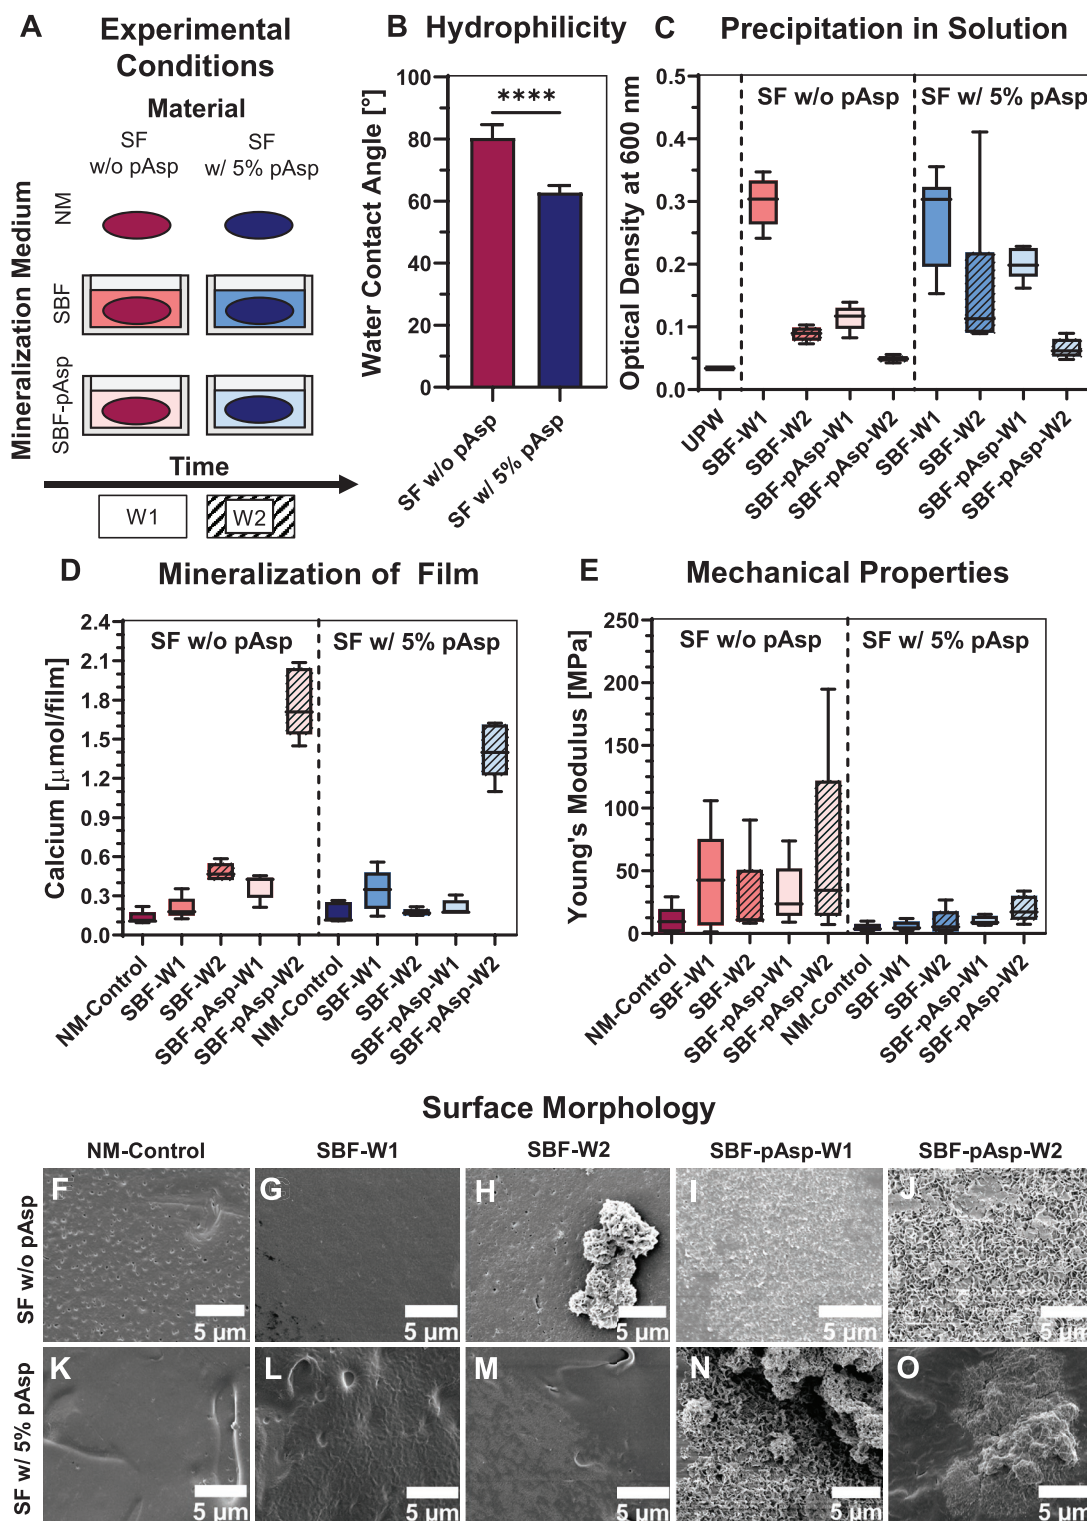 A Experimental
Conditions
Material
SF
w/o pAsp
SF
w/ 5% pAsp
Mineralization Medium
NM
SBF
SBF-pAsp
Time
W1
W2
B Hydrophilicity
Water Contact Angle [°]
100
80
60
40
20
0
****
SF w/o pAsp
SF w/ 5% pAsp
C Precipitation in Solution
Optical Density at 600 nm
0.5
0.4
0.3
0.2
0.1
0.0
SF w/o pAsp
SF w/ 5% pAsp
UPW
SBF-W1
SBF-W2
SBF-pAsp-W1
SBF-pAsp-W2
SBF-W1
SBF-W2
SBF-pAsp-W1
SBF-pAsp-W2
D Mineralization of Film
Calcium [µmol/film]
2.4
2.1
1.8
1.5
1.2
0.9
0.6
0.3
0.0
SF w/o pAsp
SF w/ 5% pAsp
NM-Control
SBF-W1
SBF-W2
SBF-pAsp-W1
SBF-pAsp-W2
NM-Control
SBF-W1
SBF-W2
SBF-pAsp-W1
SBF-pAsp-W2
E Mechanical Properties
Young's Modulus [MPa]
250
200
150
100
50
0
SF w/o pAsp
SF w/ 5% pAsp
NM-Control
SBF-W1
SBF-W2
SBF-pAsp-W1
SBF-pAsp-W2
NM-Control
SBF-W1
SBF-W2
SBF-pAsp-W1
SBF-pAsp-W2
Surface Morphology
NM-Control
SBF-W1
SBF-W2
SBF-pAsp-W1
SBF-pAsp-W2
SF w/o pAsp
F
5 µm
G
5 µm
H
5 µm
I
5 µm
J
5 µm
SF w/ 5% pAsp
K
5 µm
L
5 µm
M
5 µm
N
5 µm
O
5 µm